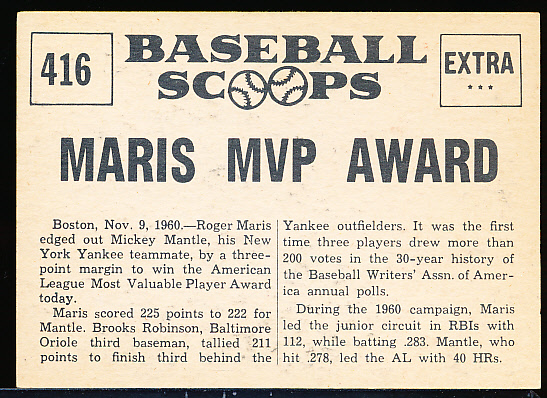 416
BASEBALL
SCOOPS
EXTRA
...
MARIS MVP AWARD
Boston, Nov. 9, 1960.—Roger Maris
edged out Mickey Mantle, his New
York Yankee teammate, by a three-
point margin to win the American
League Most Valuable Player Award
today.
Maris scored 225 points to 222 for
Mantle. Brooks Robinson, Baltimore
Oriole third baseman, tallied 211
points to finish third behind the
Yankee outfielders. It was the first
time three players drew more than
200 votes in the 30-year history of
the Baseball Writers' Assn. of Amer-
ica annual polls.
During the 1960 campaign, Maris
led the junior circuit in RBIs with
112, while batting .283. Mantle, who
hit .278, led the AL with 40 HRs.